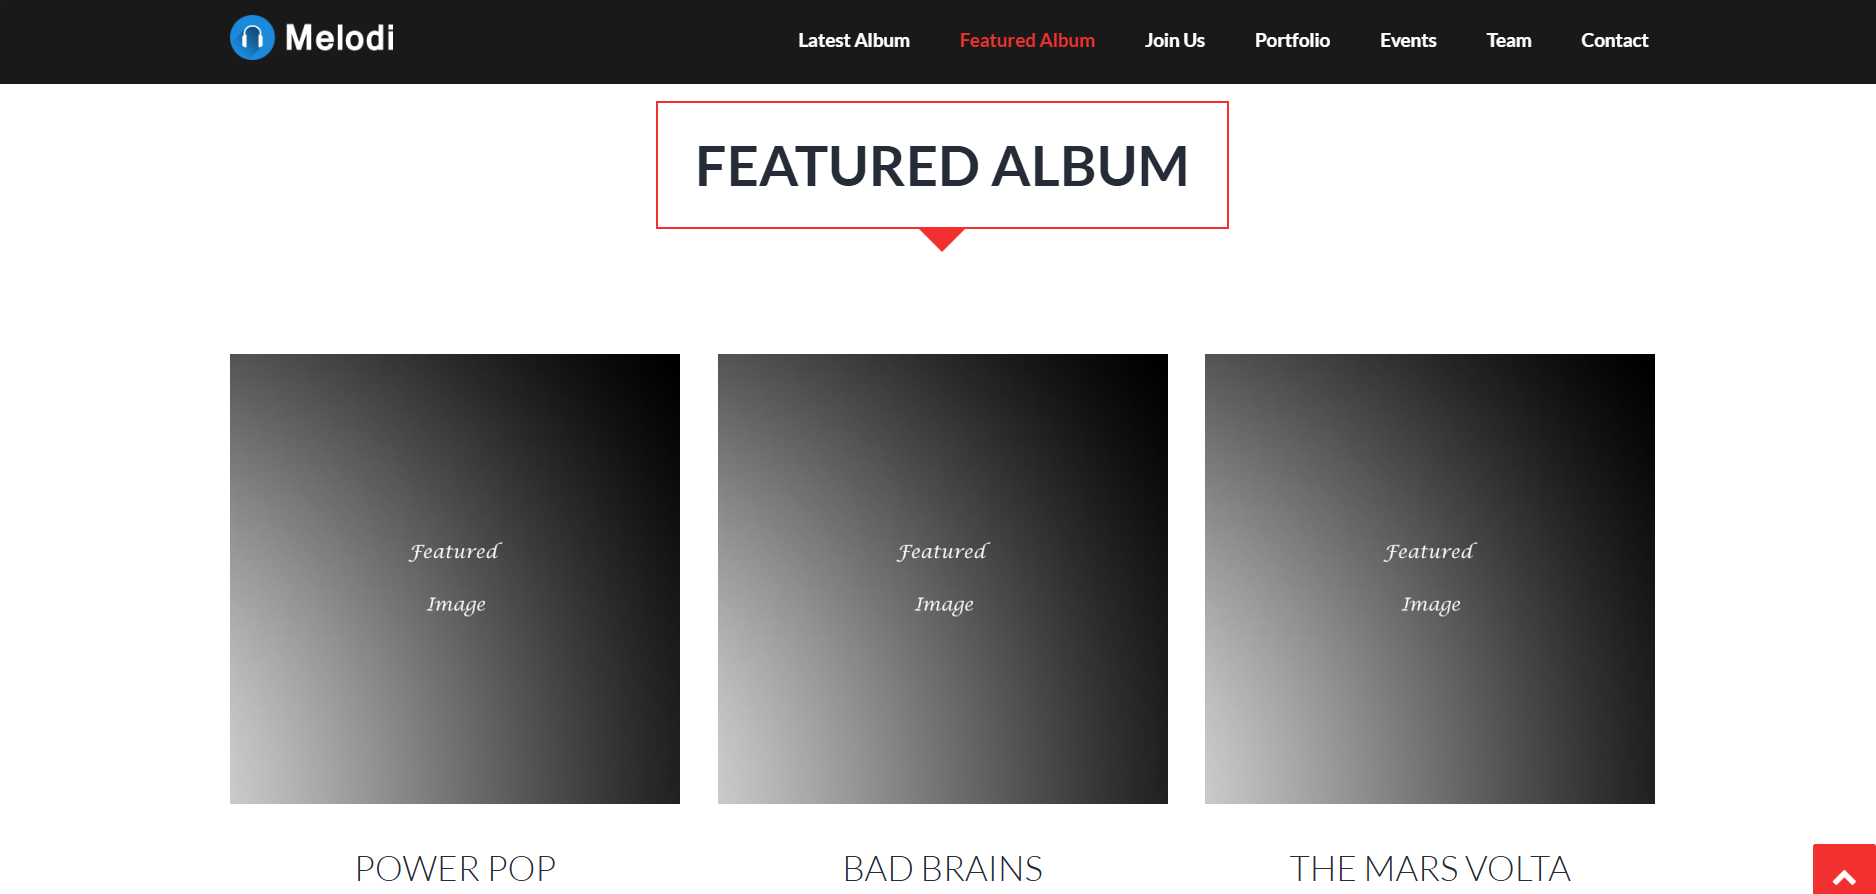 Melodi
Latest Album Featured Album Join Us Portfolio Events Team Contact
FEATURED ALBUM
Featured
Image
Featured
Image
Featured
Image
POWER POP
BAD BRAINS
THE MARS VOLTA